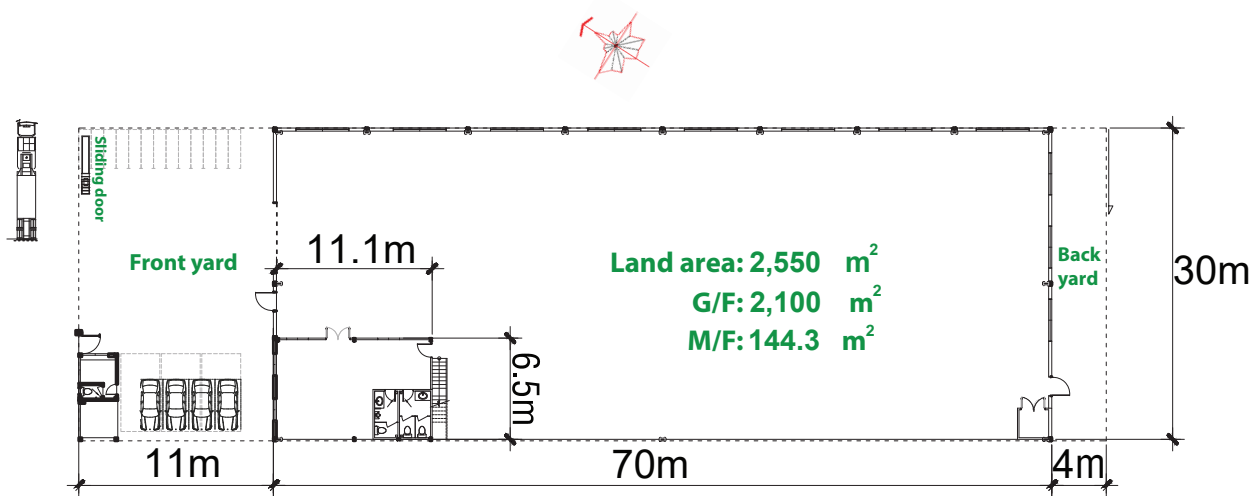 Sliding door
Front yard
11.1m
Land area: 2,550 m²
G/F: 2,100 m²
M/F: 144.3 m²
Back
yard
30m
6.5m
11m
70m
4m